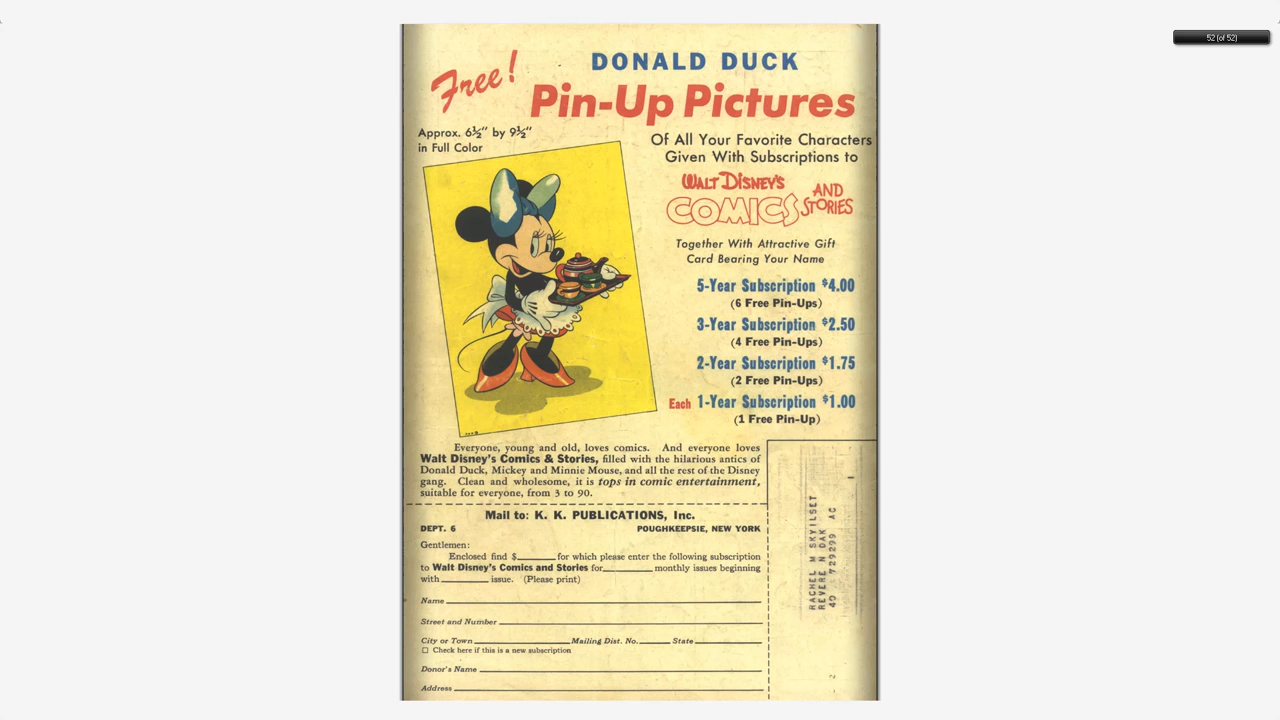 52 (of 52)
Free!
DONALD DUCK
Pin-Up Pictures
Approx. 6½" by 9½"
in Full Color
Of All Your Favorite Characters
Given With Subscriptions to
WALT DISNEY'S
COMICS AND STORIES
Together With Attractive Gift
Card Bearing Your Name
5-Year Subscription $4.00
(6 Free Pin-Ups)
3-Year Subscription $2.50
(4 Free Pin-Ups)
2-Year Subscription $1.75
(2 Free Pin-Ups)
Each 1-Year Subscription $1.00
(1 Free Pin-Up)
Everyone, young and old, loves comics. And everyone loves
Walt Disney's Comics & Stories, filled with the hilarious antics of
Donald Duck, Mickey and Minnie Mouse, and all the rest of the Disney
gang. Clean and wholesome, it is tops in comic entertainment,
suitable for everyone, from 3 to 90.
Mail to: K. K. PUBLICATIONS, Inc.
DEPT. 6 POUGHKEEPSIE, NEW YORK
Gentlemen:
Enclosed find $ for which please enter the following subscription
to Walt Disney's Comics and Stories for monthly issues beginning
with issue. (Please print)
Name
Street and Number
City or Town Mailing Dist. No. State
☐ Check here if this is a new subscription
Donor's Name
Address
RACHEL M SKYILSET
REVERE N DAK
40 729299 AC